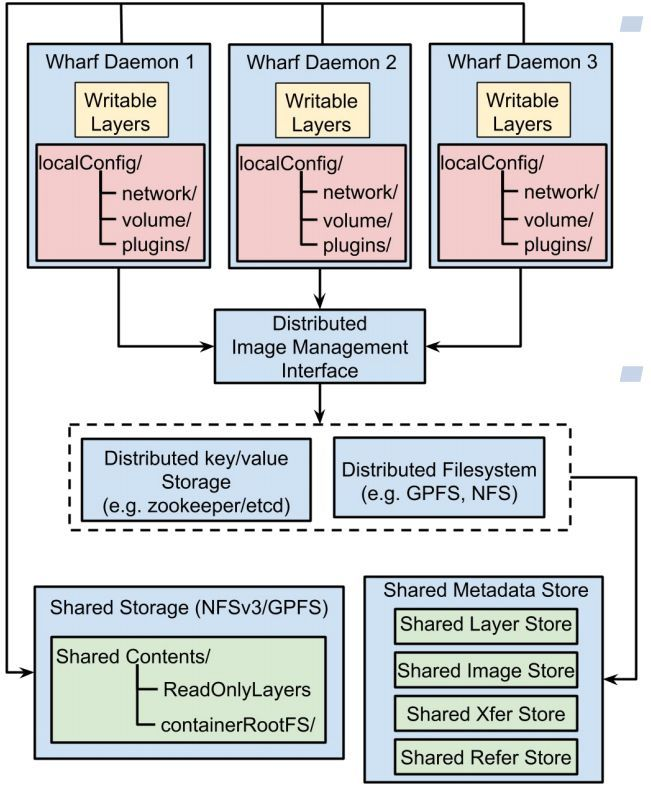 Wharf Daemon 1
Writable
Layers
localConfig/
network/
volume/
plugins/
Wharf Daemon 2
Writable
Layers
localConfig/
network/
volume/
plugins/
Wharf Daemon 3
Writable
Layers
localConfig/
network/
volume/
plugins/
Distributed
Image Management
Interface
Distributed key/value
Storage
(e.g. zookeeper/etcd)
Distributed Filesystem
(e.g. GPFS, NFS)
Shared Storage (NFSv3/GPFS)
Shared Contents/
ReadOnlyLayers
containerRootFS/
Shared Metadata Store
Shared Layer Store
Shared Image Store
Shared Xfer Store
Shared Refer Store